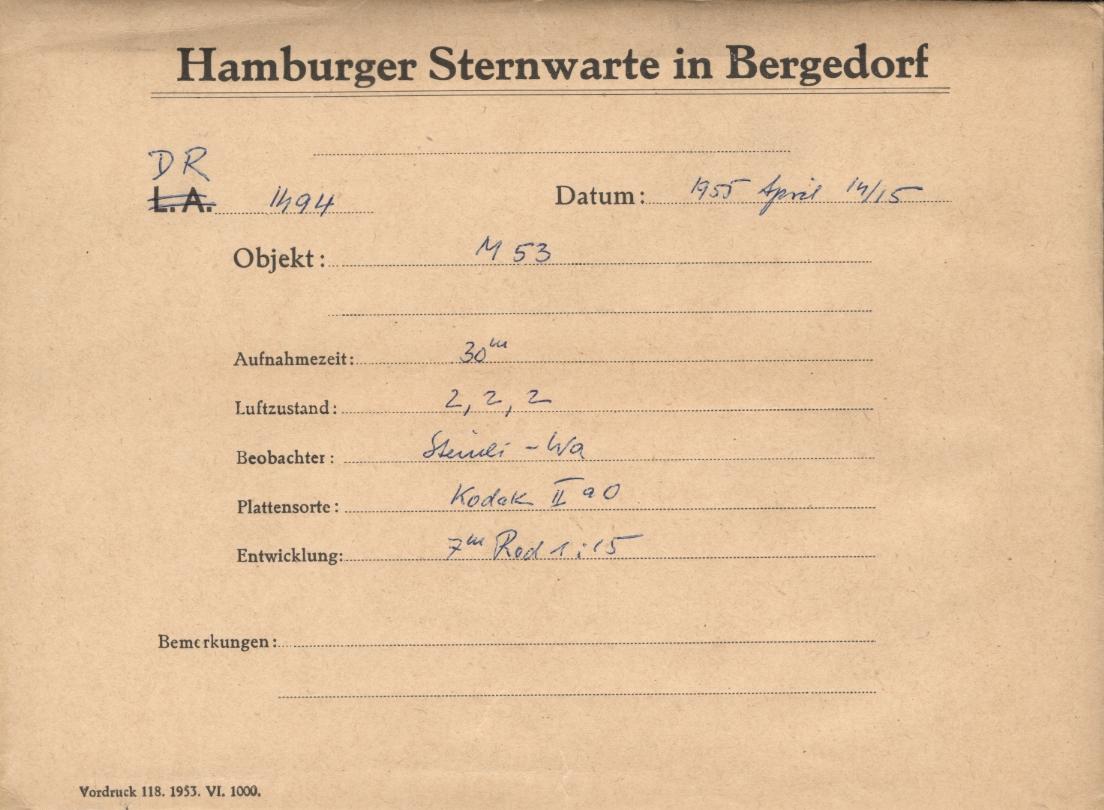 Hamburger Sternwarte in Bergedorf
DR
L. A. 1494 Datum: 1955 April 14/15
Objekt: M 53
Aufnahmezeit: 30m
Luftzustand: 2, 2, 2
Beobachter: - Wa
Plattensorte: Kodak II a O
Entwicklung: 7m Rod 1:15
Bemerkungen:
Vordruck 118. 1953. VI. 1000.